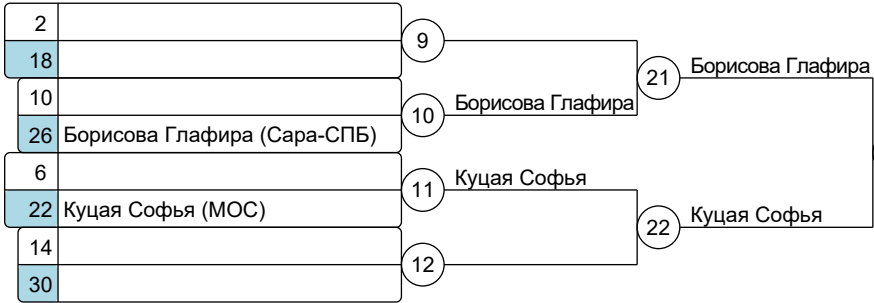 2
9
18
21 Борисова Глафира
10
10 Борисова Глафира
26 Борисова Глафира (Сара-СПБ)
6
11 Куцая Софья
22 Куцая Софья (МОС)
22 Куцая Софья
14
12
30